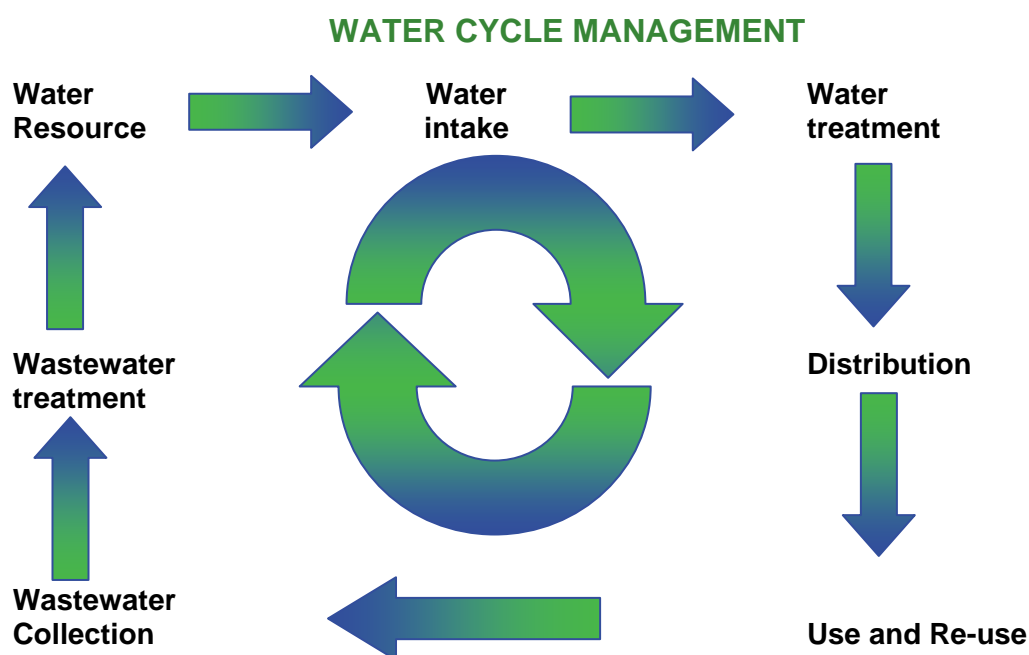 WATER CYCLE MANAGEMENT
Water
Resource
Water
intake
Water
treatment
Wastewater
treatment
Distribution
Wastewater
Collection
Use and Re-use